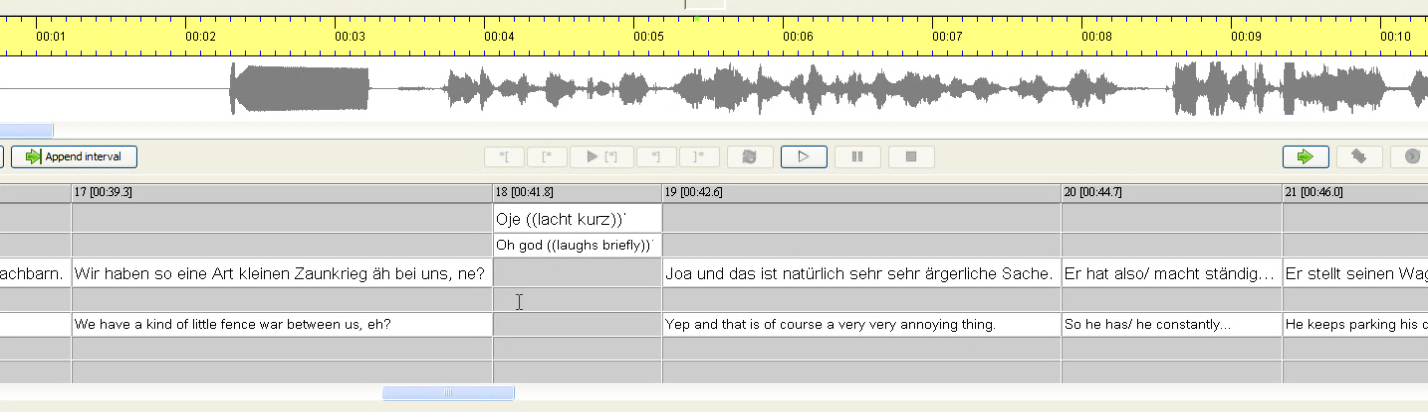 00:01 00:02 00:03 00:04 00:05 00:06 00:07 00:08 00:09 00:10
Append interval *[ [* [*] *] ]*
17 [00:39.3] 18 [00:41.8] 19 [00:42.6] 20 [00:44.7] 21 [00:46.0]
Oje ((lacht kurz))˙
Oh god ((laughs briefly))˙
achbarn. Wir haben so eine Art kleinen Zaunkrieg äh bei uns, ne? Joa und das ist natürlich sehr sehr ärgerliche Sache. Er hat also/ macht ständig… Er stellt seinen Wag
We have a kind of little fence war between us, eh? Yep and that is of course a very very annoying thing. So he has/ he constantly... He keeps parking his c